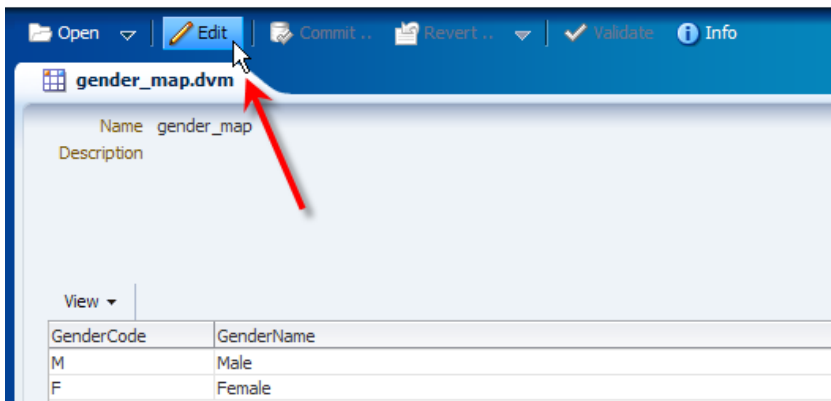 Open Edit Commit .. Revert .. Validate Info
gender_map.dvm
Name gender_map
Description
View
GenderCode GenderName
M Male
F Female